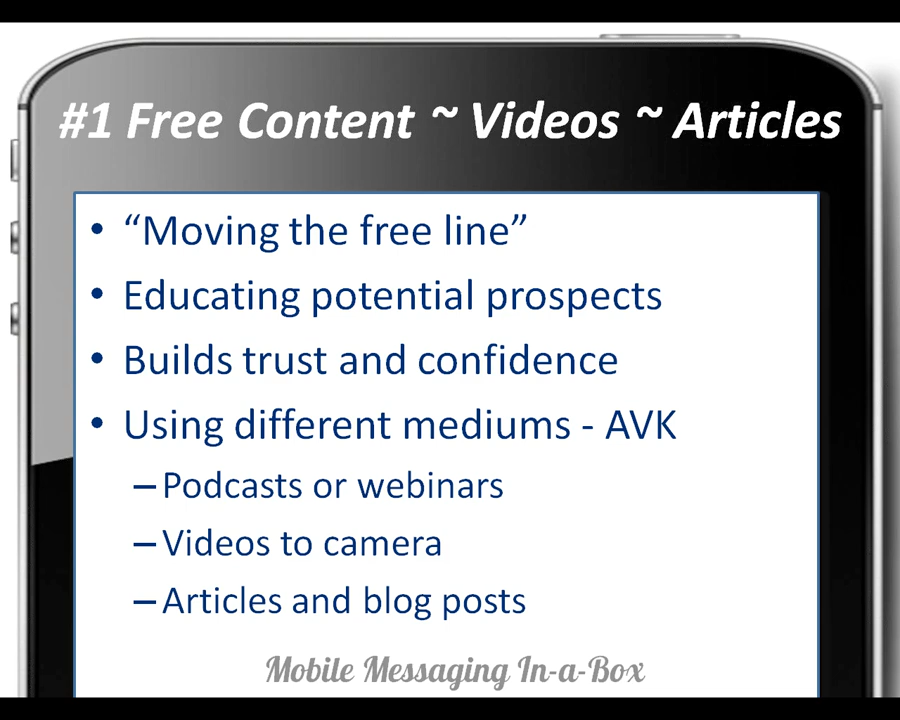 #1 Free Content ~ Videos ~ Articles
• “Moving the free line”
• Educating potential prospects
• Builds trust and confidence
• Using different mediums - AVK
– Podcasts or webinars
– Videos to camera
– Articles and blog posts
Mobile Messaging In-a-Box